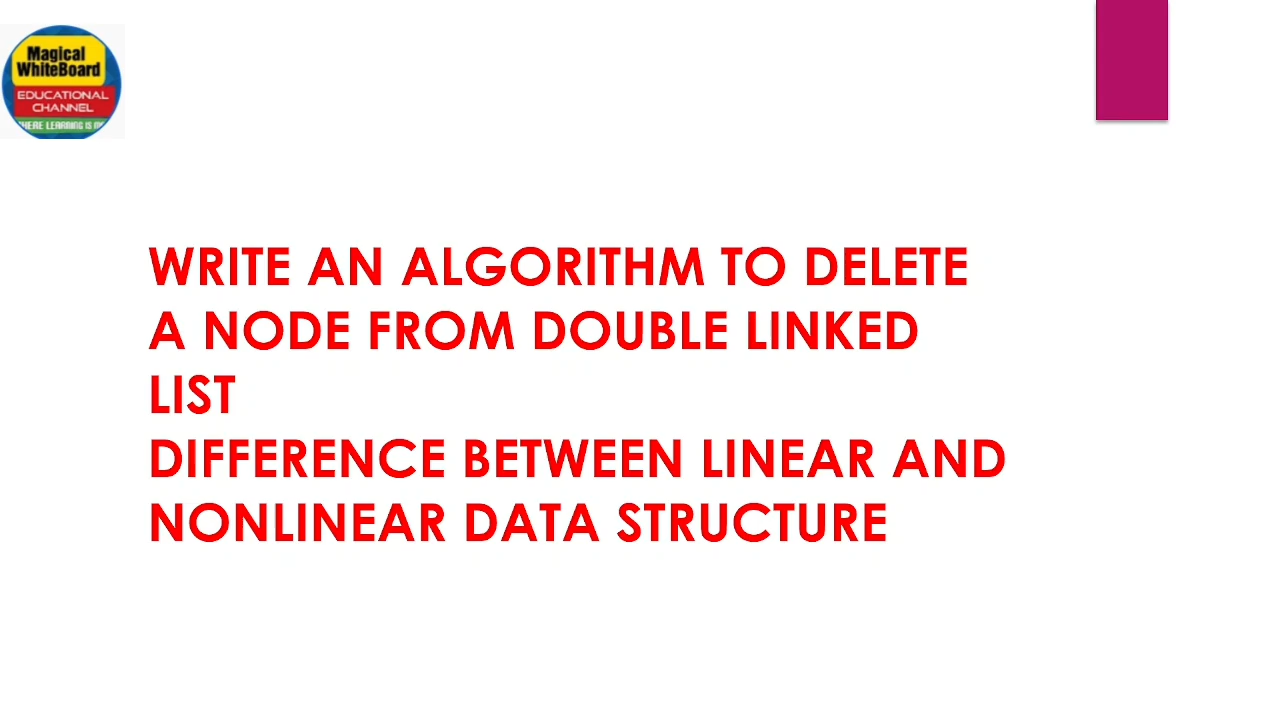 Magical
WhiteBoard
EDUCATIONAL
CHANNEL
WRITE AN ALGORITHM TO DELETE
A NODE FROM DOUBLE LINKED
LIST
DIFFERENCE BETWEEN LINEAR AND
NONLINEAR DATA STRUCTURE